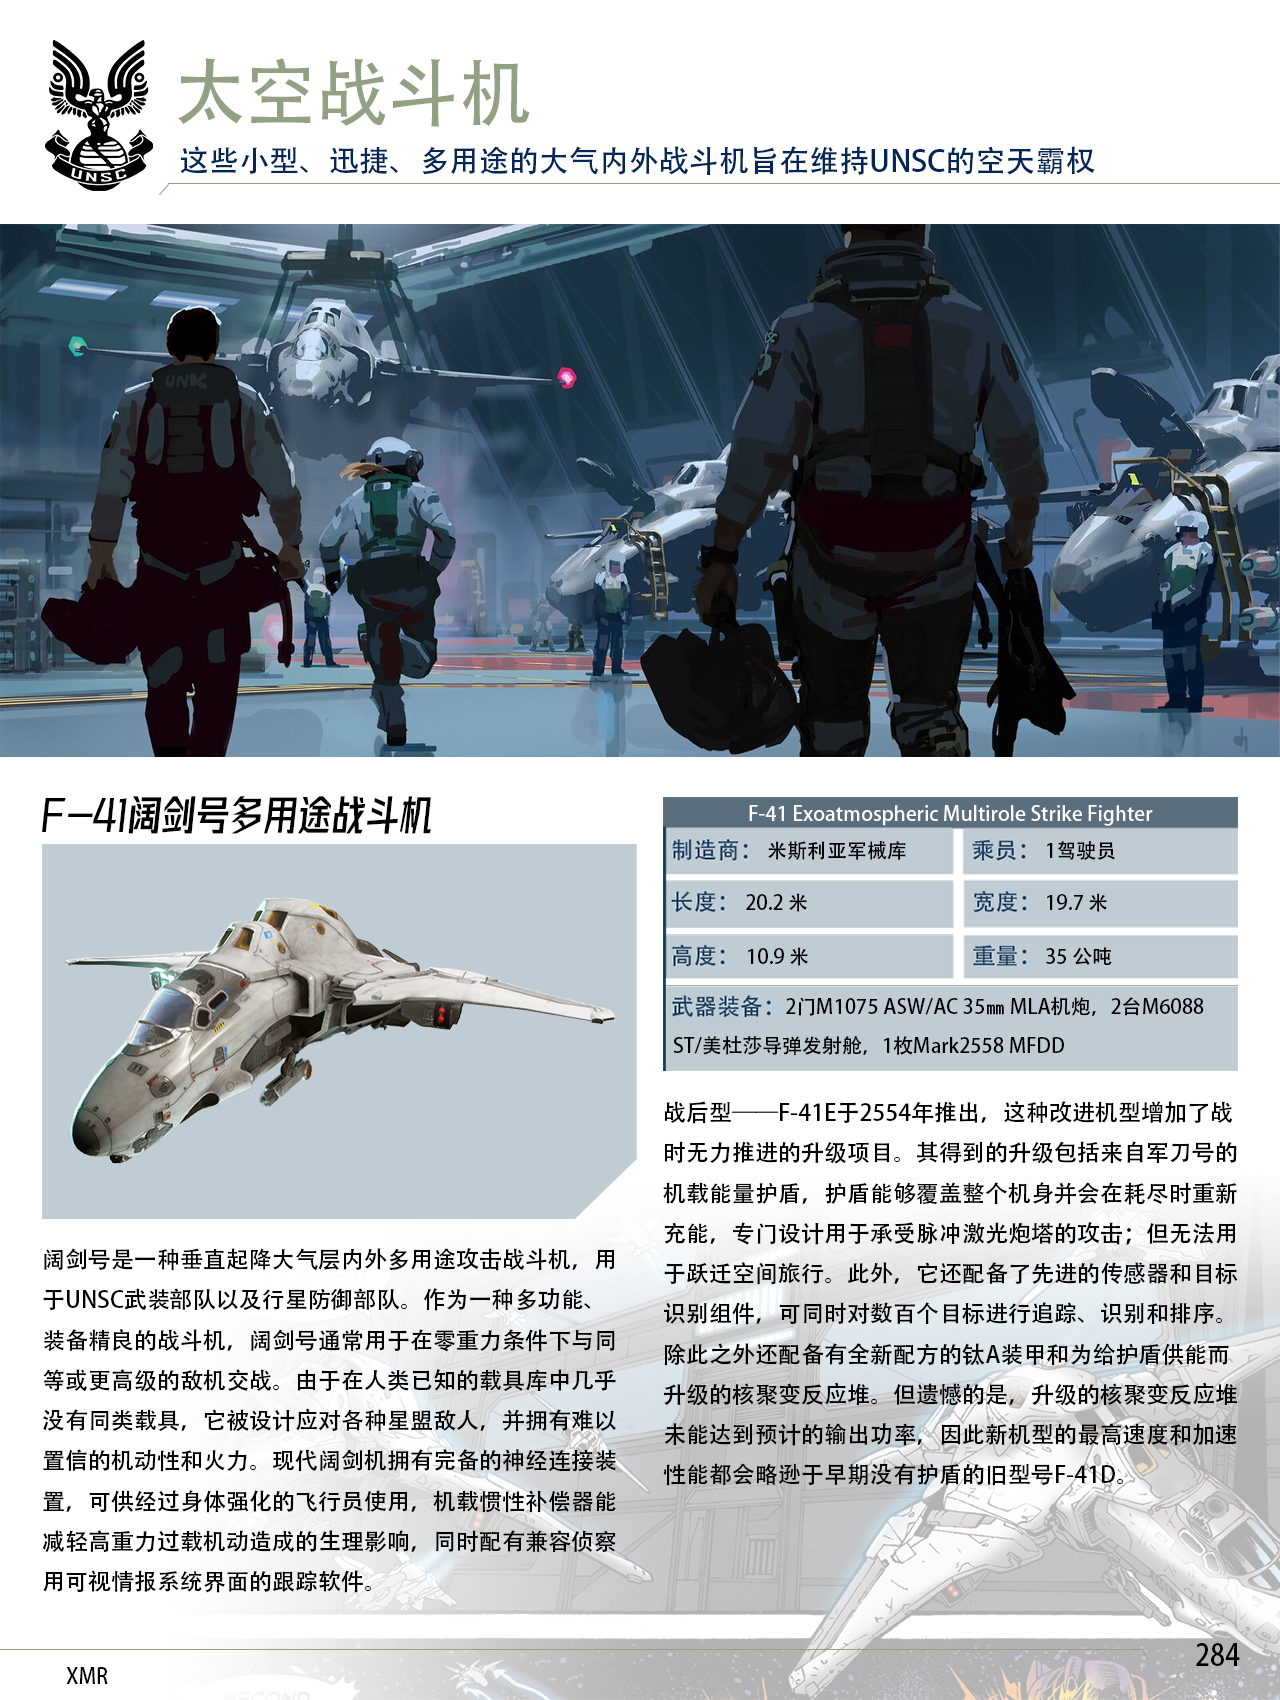 UNSC
太空战斗机
这些小型、迅捷、多用途的大气内外战斗机旨在维持UNSC的空天霸权
UNSC
F-41阔剑号多用途战斗机
阔剑号是一种垂直起降大气层内外多用途攻击战斗机，用
于UNSC武装部队以及行星防御部队。作为一种多功能、
装备精良的战斗机，阔剑号通常用于在零重力条件下与同
等或更高级的敌机交战。由于在人类已知的载具库中几乎
没有同类载具，它被设计应对各种星盟敌人，并拥有难以
置信的机动性和火力。现代阔剑机拥有完备的神经连接装
置，可供经过身体强化的飞行员使用，机载惯性补偿器能
减轻高重力过载机动造成的生理影响，同时配有兼容侦察
用可视情报系统界面的跟踪软件。
F-41 Exoatmospheric Multirole Strike Fighter
制造商： 米斯利亚军械库
乘员： 1驾驶员
长度： 20.2 米
宽度： 19.7 米
高度： 10.9 米
重量： 35 公吨
武器装备：2门M1075 ASW/AC 35㎜ MLA机炮，2台M6088
ST/美杜莎导弹发射舱，1枚Mark2558 MFDD
战后型——F-41E于2554年推出，这种改进机型增加了战
时无力推进的升级项目。其得到的升级包括来自军刀号的
机载能量护盾，护盾能够覆盖整个机身并会在耗尽时重新
充能，专门设计用于承受脉冲激光炮塔的攻击；但无法用
于跃迁空间旅行。此外，它还配备了先进的传感器和目标
识别组件，可同时对数百个目标进行追踪、识别和排序。
除此之外还配备有全新配方的钛A装甲和为给护盾供能而
升级的核聚变反应堆。但遗憾的是，升级的核聚变反应堆
未能达到预计的输出功率，因此新机型的最高速度和加速
性能都会略逊于早期没有护盾的旧型号F-41D。
284
XMR
SECOND